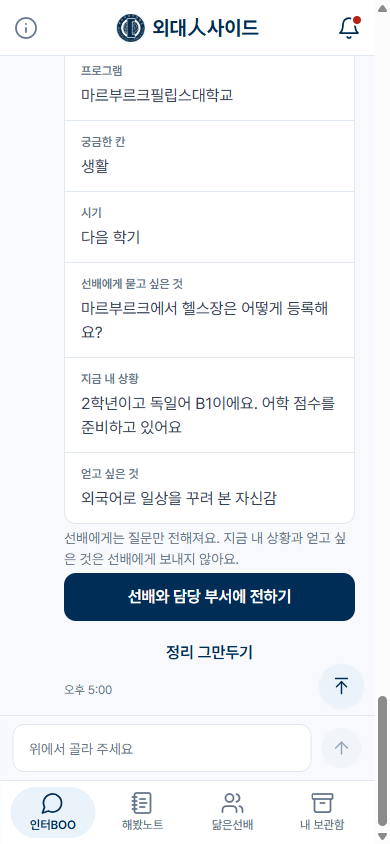 외대人사이드
프로그램
마르부르크필립스대학교
궁금한 칸
생활
시기
다음 학기
선배에게 묻고 싶은 것
마르부르크에서 헬스장은 어떻게 등록해
요?
지금 내 상황
2학년이고 독일어 B1이에요. 어학 점수를
준비하고 있어요
얻고 싶은 것
외국어로 일상을 꾸려 본 자신감
선배에게는 질문만 전해져요. 지금 내 상황과 얻고 싶
은 것은 선배에게 보내지 않아요.
선배와 담당 부서에 전하기
정리 그만두기
오후 5:00
위에서 골라 주세요
인터BOO
해봤노트
닮은선배
내 보관함